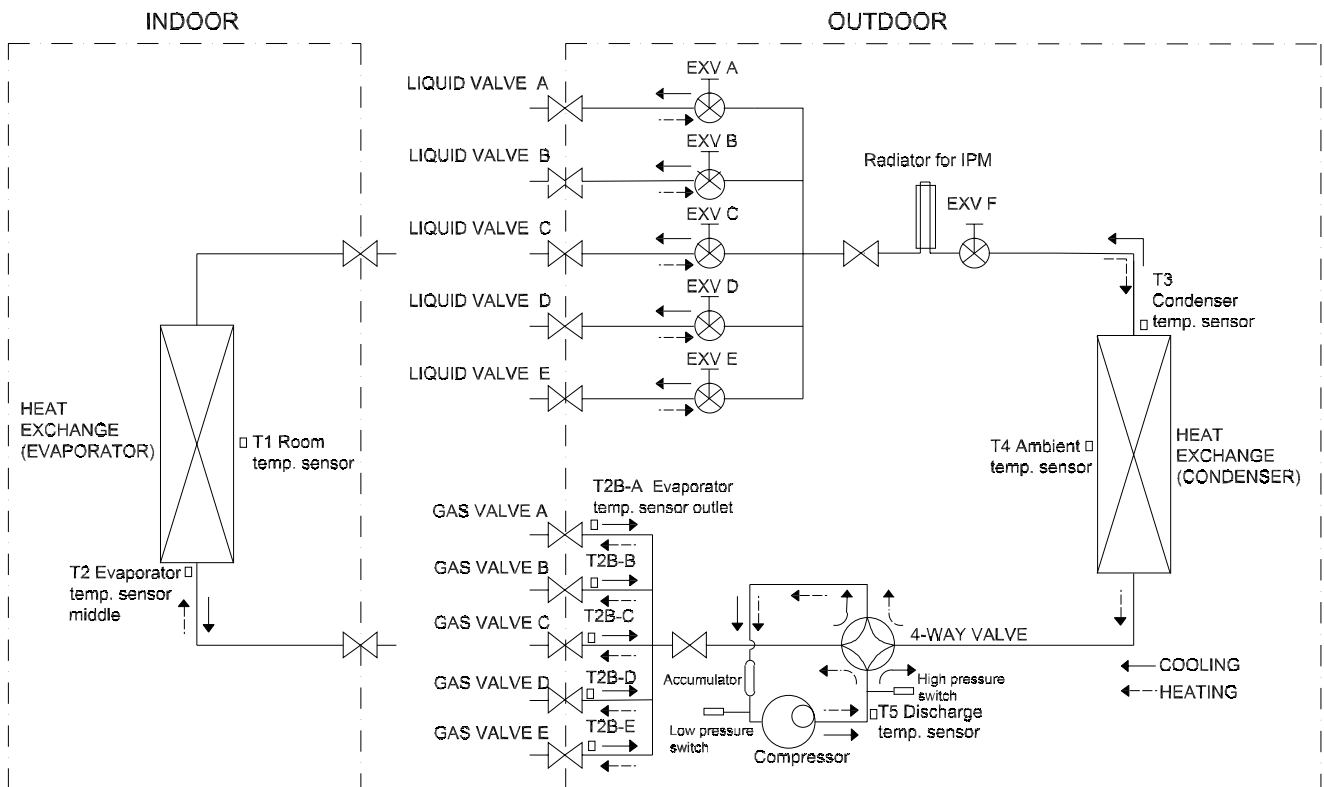 INDOOR
OUTDOOR
LIQUID VALVE A
EXV A
LIQUID VALVE B
EXV B
LIQUID VALVE C
EXV C
LIQUID VALVE D
EXV D
LIQUID VALVE E
EXV E
Radiator for IPM
EXV F
T3
Condenser
temp. sensor
HEAT
EXCHANGE
(EVAPORATOR)
T1 Room
temp. sensor
T2 Evaporator
temp. sensor
middle
T4 Ambient
temp. sensor
HEAT
EXCHANGE
(CONDENSER)
GAS VALVE A
T2B-A Evaporator
temp. sensor outlet
GAS VALVE B
T2B-B
GAS VALVE C
T2B-C
GAS VALVE D
T2B-D
GAS VALVE E
T2B-E
4-WAY VALVE
Accumulator
High pressure
switch
Low pressure
switch
T5 Discharge
temp. sensor
Compressor
COOLING
HEATING